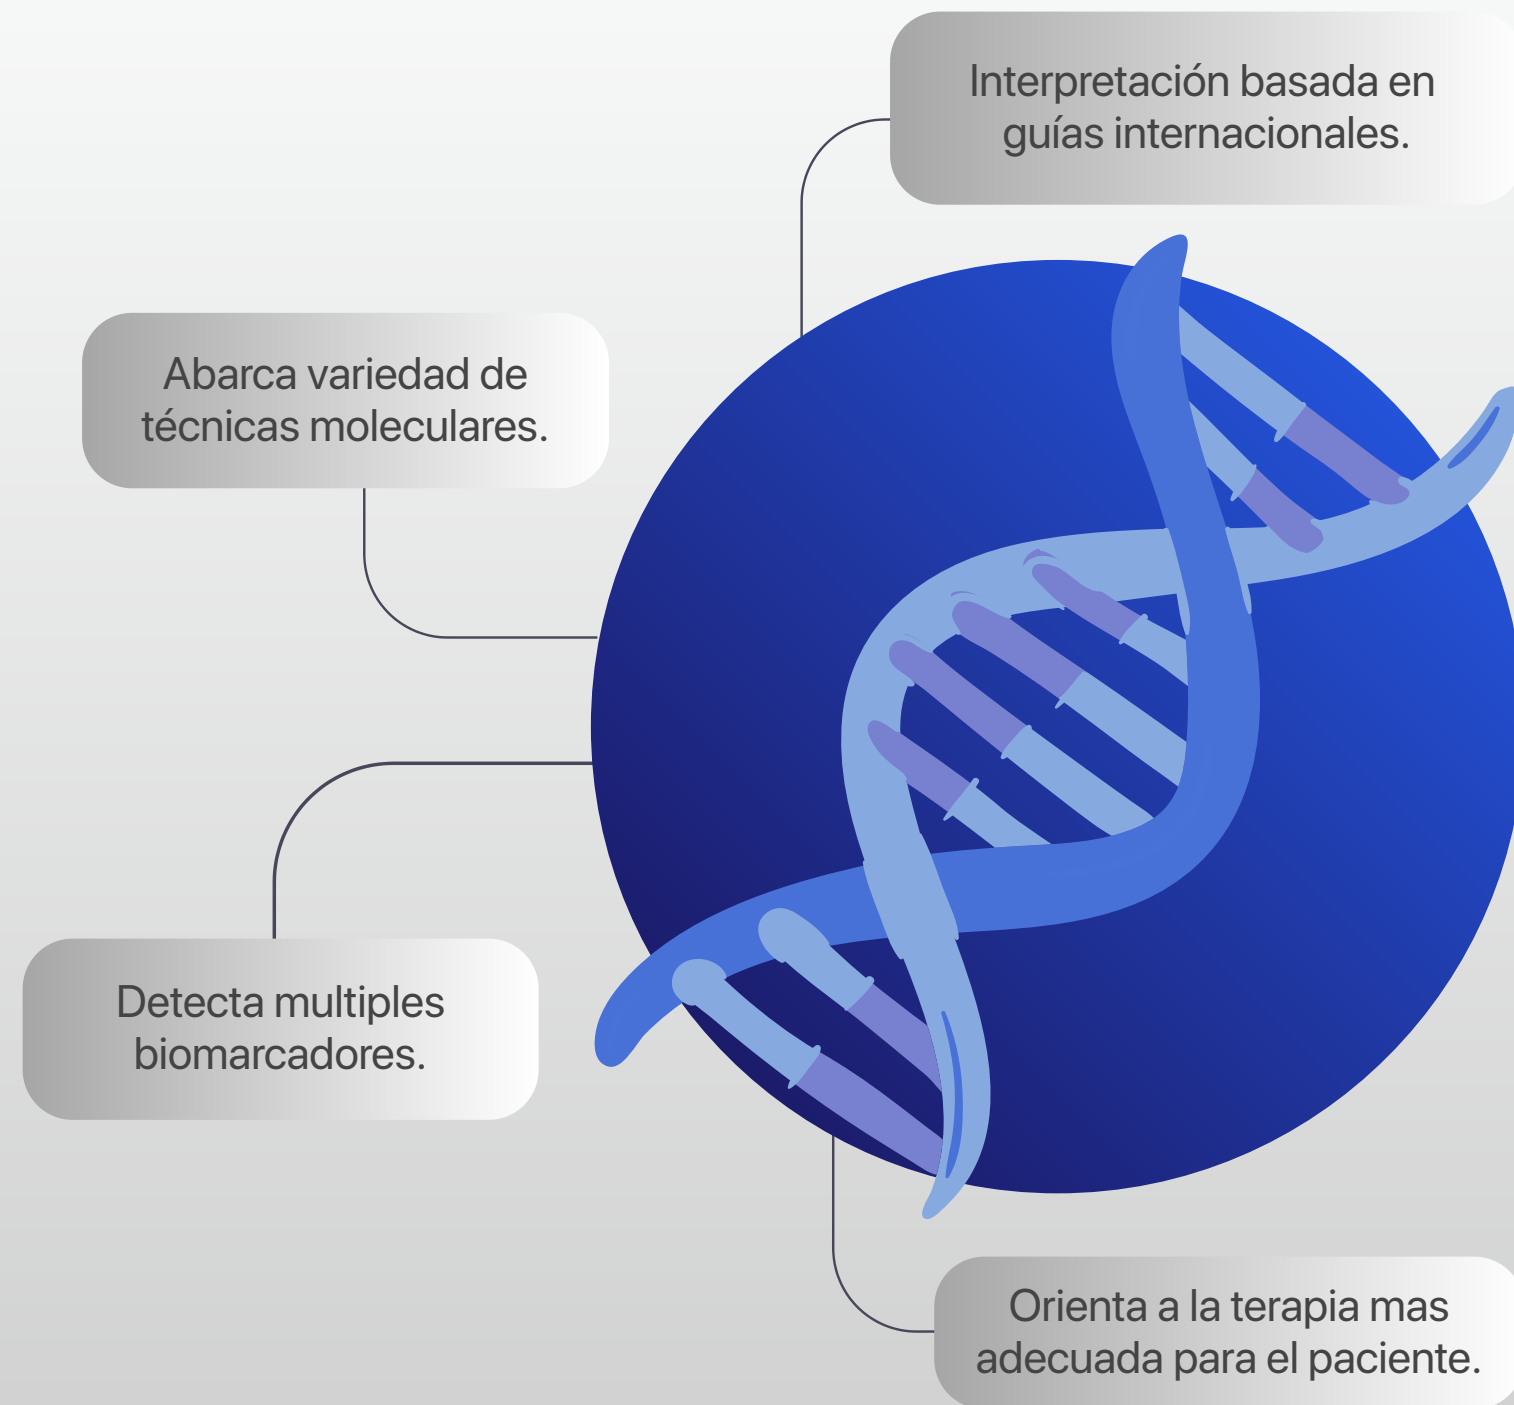 Interpretación basada en
guías internacionales.
Abarca variedad de
técnicas moleculares.
Detecta multiples
biomarcadores.
Orienta a la terapia mas
adecuada para el paciente.